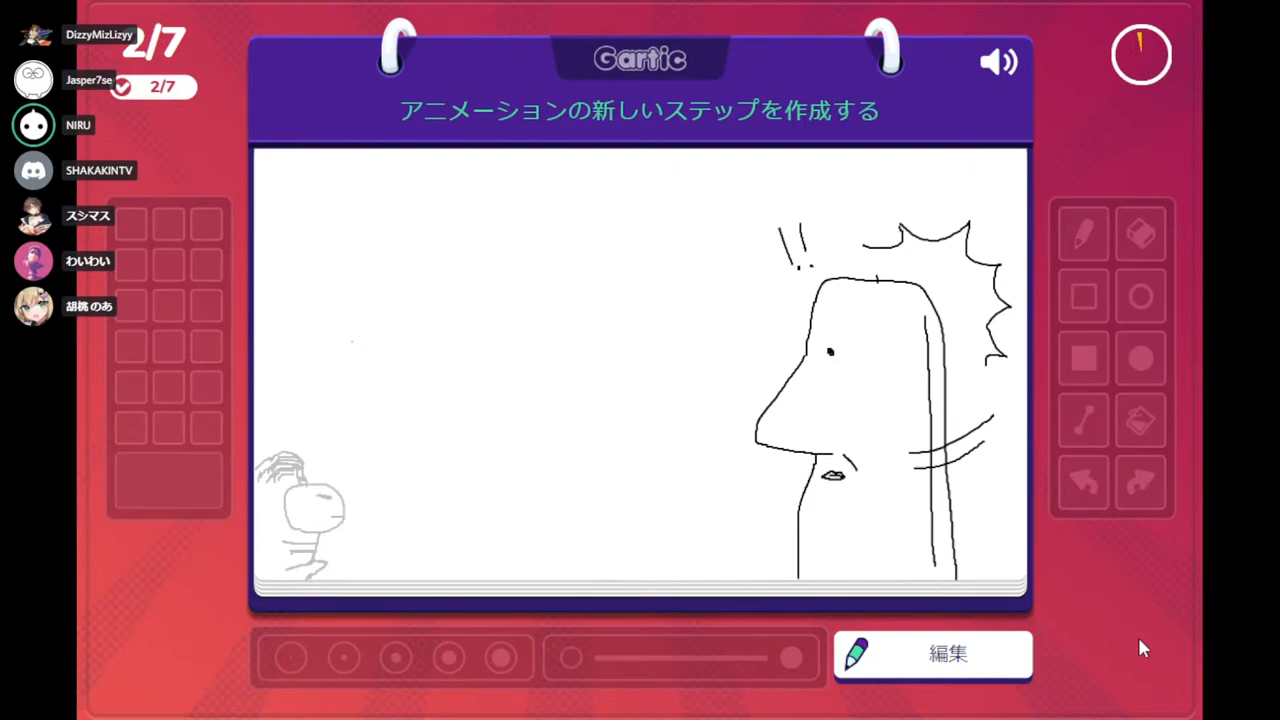 DizzyMizLizyy
2/7
Jasper7se
2/7
NIRU
SHAKAKINTV
スシマス
わいわい
胡桃のあ
Gartic
アニメーションの新しいステップを作成する
!!
編集